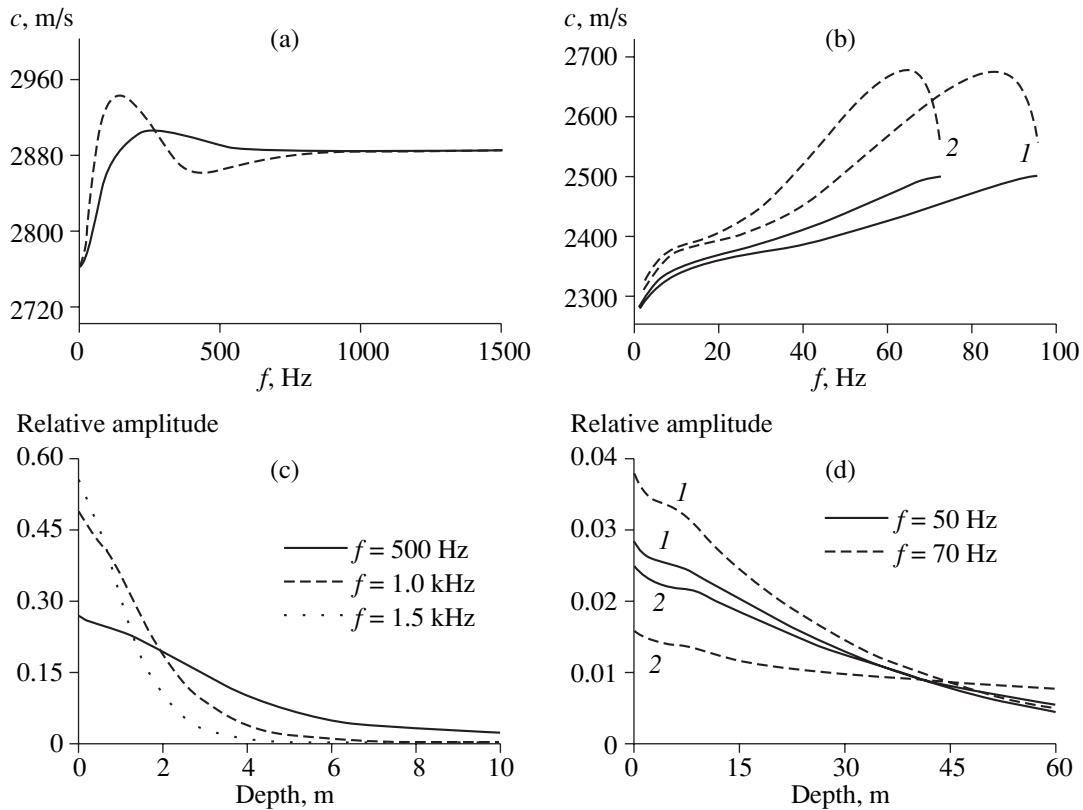 c, m/s
(a)
2960
2880
2800
2720
0
500
1000
1500
f, Hz
c, m/s
(b)
2700
2600
2500
2400
2300
2
1
0
20
40
60
80
100
f, Hz
Relative amplitude
(c)
0.60
0.45
0.30
0.15
0
f = 500 Hz
f = 1.0 kHz
f = 1.5 kHz
0
2
4
6
8
10
Depth, m
Relative amplitude
(d)
0.04
0.03
0.02
0.01
0
1
1
2
2
f = 50 Hz
f = 70 Hz
0
15
30
45
60
Depth, m